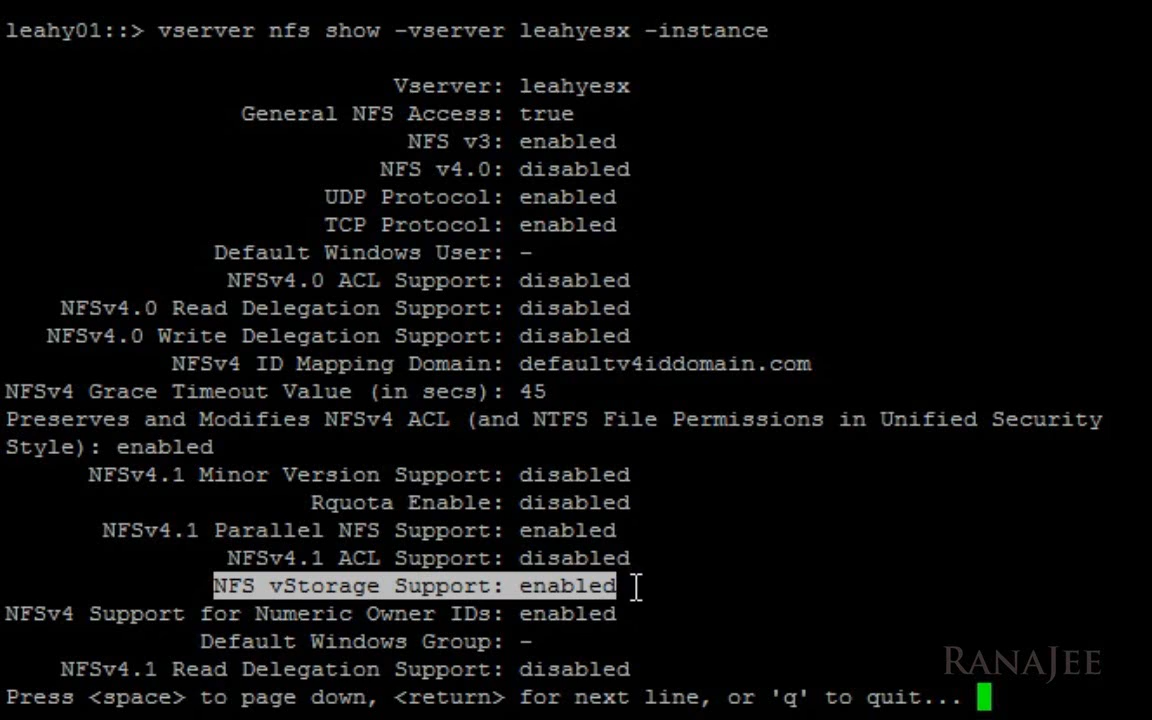 leahy01::> vserver nfs show -vserver leahyesx -instance
Vserver: leahyesx
General NFS Access: true
NFS v3: enabled
NFS v4.0: disabled
UDP Protocol: enabled
TCP Protocol: enabled
Default Windows User: -
NFSv4.0 ACL Support: disabled
NFSv4.0 Read Delegation Support: disabled
NFSv4.0 Write Delegation Support: disabled
NFSv4 ID Mapping Domain: defaultv4iddomain.com
NFSv4 Grace Timeout Value (in secs): 45
Preserves and Modifies NFSv4 ACL (and NTFS File Permissions in Unified Security
Style): enabled
NFSv4.1 Minor Version Support: disabled
Rquota Enable: disabled
NFSv4.1 Parallel NFS Support: enabled
NFSv4.1 ACL Support: disabled
NFS vStorage Support: enabled
NFSv4 Support for Numeric Owner IDs: enabled
Default Windows Group: -
NFSv4.1 Read Delegation Support: disabled
RANAJEE
Press <space> to page down, <return> for next line, or 'q' to quit...